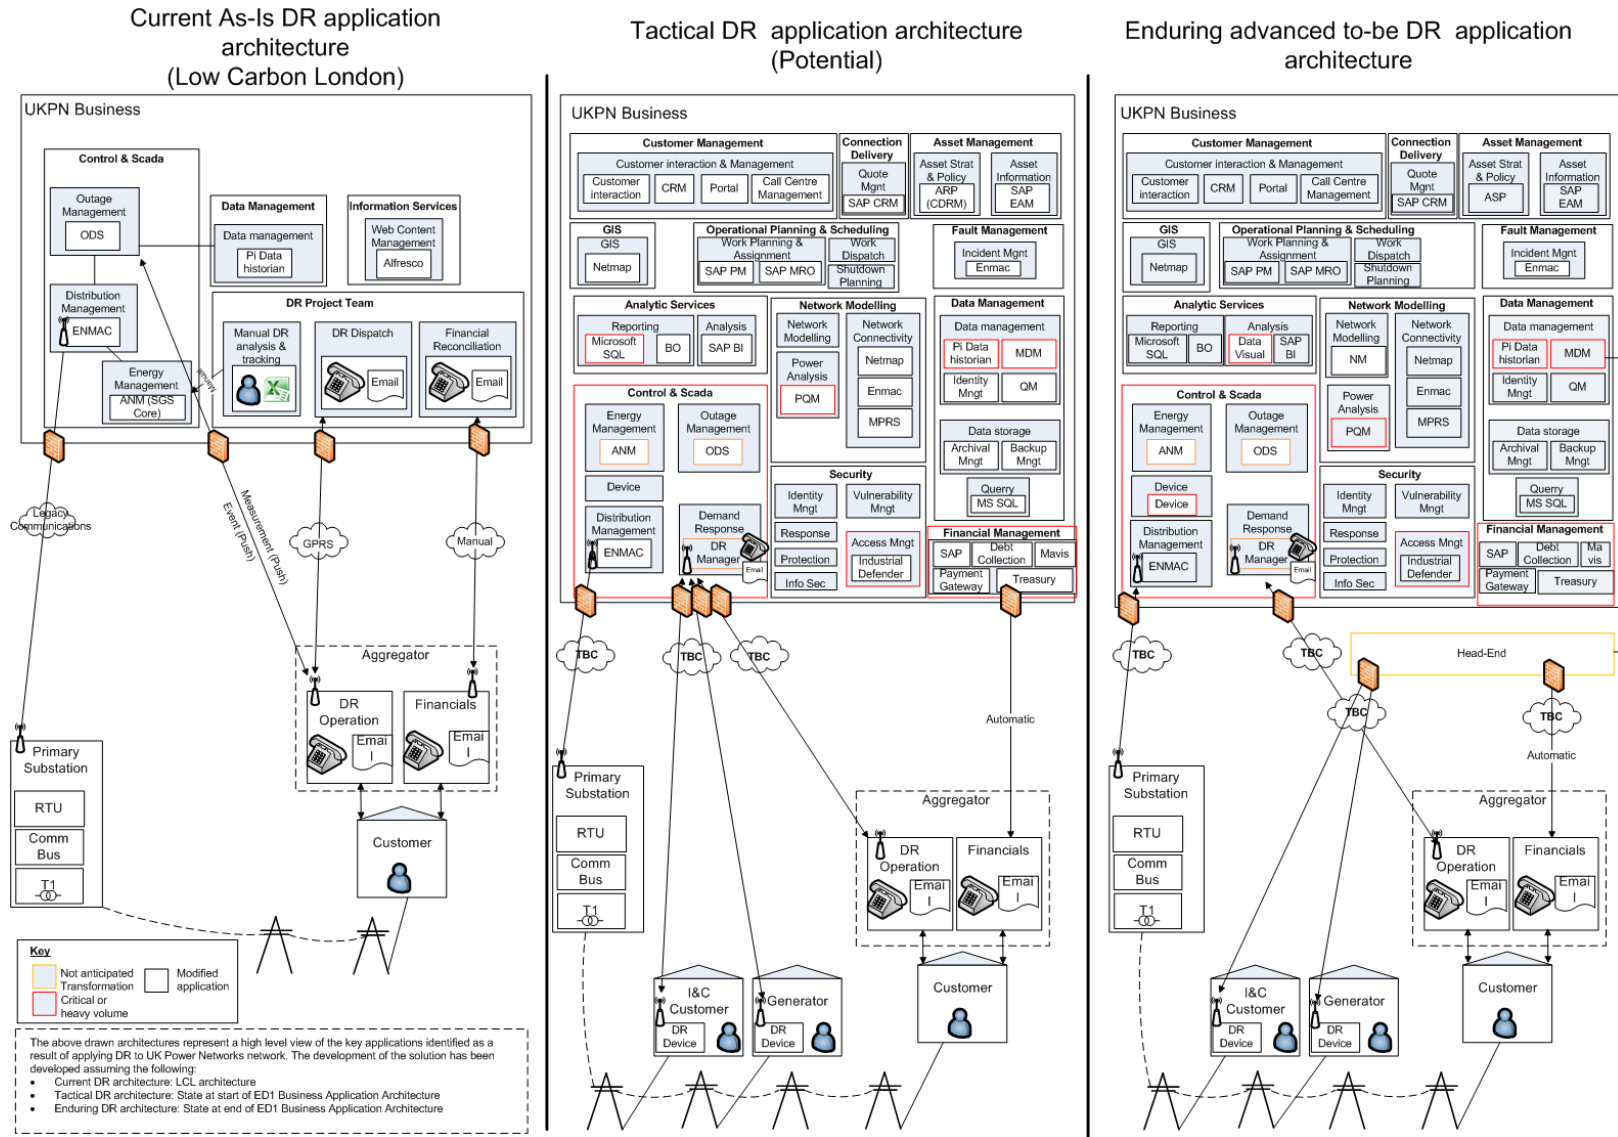 Current As-Is DR application
architecture
(Low Carbon London)
UKPN Business
Control & Scada
Outage
Management
ODS
Data Management
Data management
Pi Data
historian
Information Services
Web Content
Management
Alfresco
Distribution
Management
ENMAC
Energy
Management
ANM (SGS
Core)
DR Project Team
Manual DR
analysis &
tracking
DR Dispatch
Email
Financial
Reconciliation
Email
Manual
Legacy
Communications
Measurement (Push)
Event (Push)
GPRS
Manual
Aggregator
DR
Operation
Emai
l
Financials
Emai
l
Primary
Substation
RTU
Comm
Bus
T1
Customer
Key
Not anticipated
Transformation
Critical or
heavy volume
Modified
application
The above drawn architectures represent a high level view of the key applications identified as a
result of applying DR to UK Power Networks network. The development of the solution has been
developed assuming the following:
• Current DR architecture: LCL architecture
• Tactical DR architecture: State at start of ED1 Business Application Architecture
• Enduring DR architecture: State at end of ED1 Business Application Architecture
Tactical DR application architecture
(Potential)
UKPN Business
Customer Management
Customer interaction & Management
Customer
interaction
CRM
Portal
Call Centre
Management
Connection
Delivery
Quote
Mgnt
SAP CRM
Asset Management
Asset Strat
& Policy
ARP
(CDRM)
Asset
Information
SAP
EAM
GIS
GIS
Netmap
Operational Planning & Scheduling
Work Planning &
Assignment
SAP PM
SAP MRO
Work
Dispatch
Shutdown
Planning
Fault Management
Incident Mgnt
Enmac
Analytic Services
Reporting
Microsoft
SQL
BO
Analysis
SAP BI
Network Modelling
Network
Modelling
Power
Analysis
PQM
Network
Connectivity
Netmap
Enmac
MPRS
Data Management
Data management
Pi Data
historian
MDM
Identity
Mngt
QM
Data storage
Archival
Mngt
Backup
Mngt
Querry
MS SQL
Control & Scada
Energy
Management
ANM
Outage
Management
ODS
Device
Distribution
Management
ENMAC
Demand
Response
DR
Manager
Email
Security
Identity
Mngt
Vulnerability
Mngt
Response
Protection
Info Sec
Access Mngt
Industrial
Defender
Financial Management
SAP
Debt
Collection
Mavis
Payment
Gateway
Treasury
TBC
TBC
TBC
Automatic
Primary
Substation
RTU
Comm
Bus
T1
Aggregator
DR
Operation
Emai
l
Financials
Emai
l
I&C
Customer
DR
Device
Generator
DR
Device
Customer
Enduring advanced to-be DR application
architecture
UKPN Business
Customer Management
Customer interaction & Management
Customer
interaction
CRM
Portal
Call Centre
Management
Connection
Delivery
Quote
Mgnt
SAP CRM
Asset Management
Asset Strat
& Policy
ASP
Asset
Information
SAP
EAM
GIS
GIS
Netmap
Operational Planning & Scheduling
Work Planning &
Assignment
SAP PM
SAP MRO
Work
Dispatch
Shutdown
Planning
Fault Management
Incident Mgnt
Enmac
Analytic Services
Reporting
Microsoft
SQL
BO
Analysis
Data
Visual
SAP
BI
Network Modelling
Network
Modelling
NM
Power
Analysis
PQM
Network
Connectivity
Netmap
Enmac
MPRS
Data Management
Data management
Pi Data
historian
MDM
Identity
Mngt
QM
Data storage
Archival
Mngt
Backup
Mngt
Querry
MS SQL
Control & Scada
Energy
Management
ANM
Outage
Management
ODS
Device
Device
Distribution
Management
ENMAC
Demand
Response
DR
Manager
Email
Security
Identity
Mngt
Vulnerability
Mngt
Response
Protection
Info Sec
Access Mngt
Industrial
Defender
Financial Management
SAP
Debt
Collection
Ma
vis
Payment
Gateway
Treasury
TBC
TBC
Head-End
TBC
TBC
Automatic
Primary
Substation
RTU
Comm
Bus
T1
Aggregator
DR
Operation
Emai
l
Financials
Emai
l
I&C
Customer
DR
Device
Generator
DR
Device
Customer